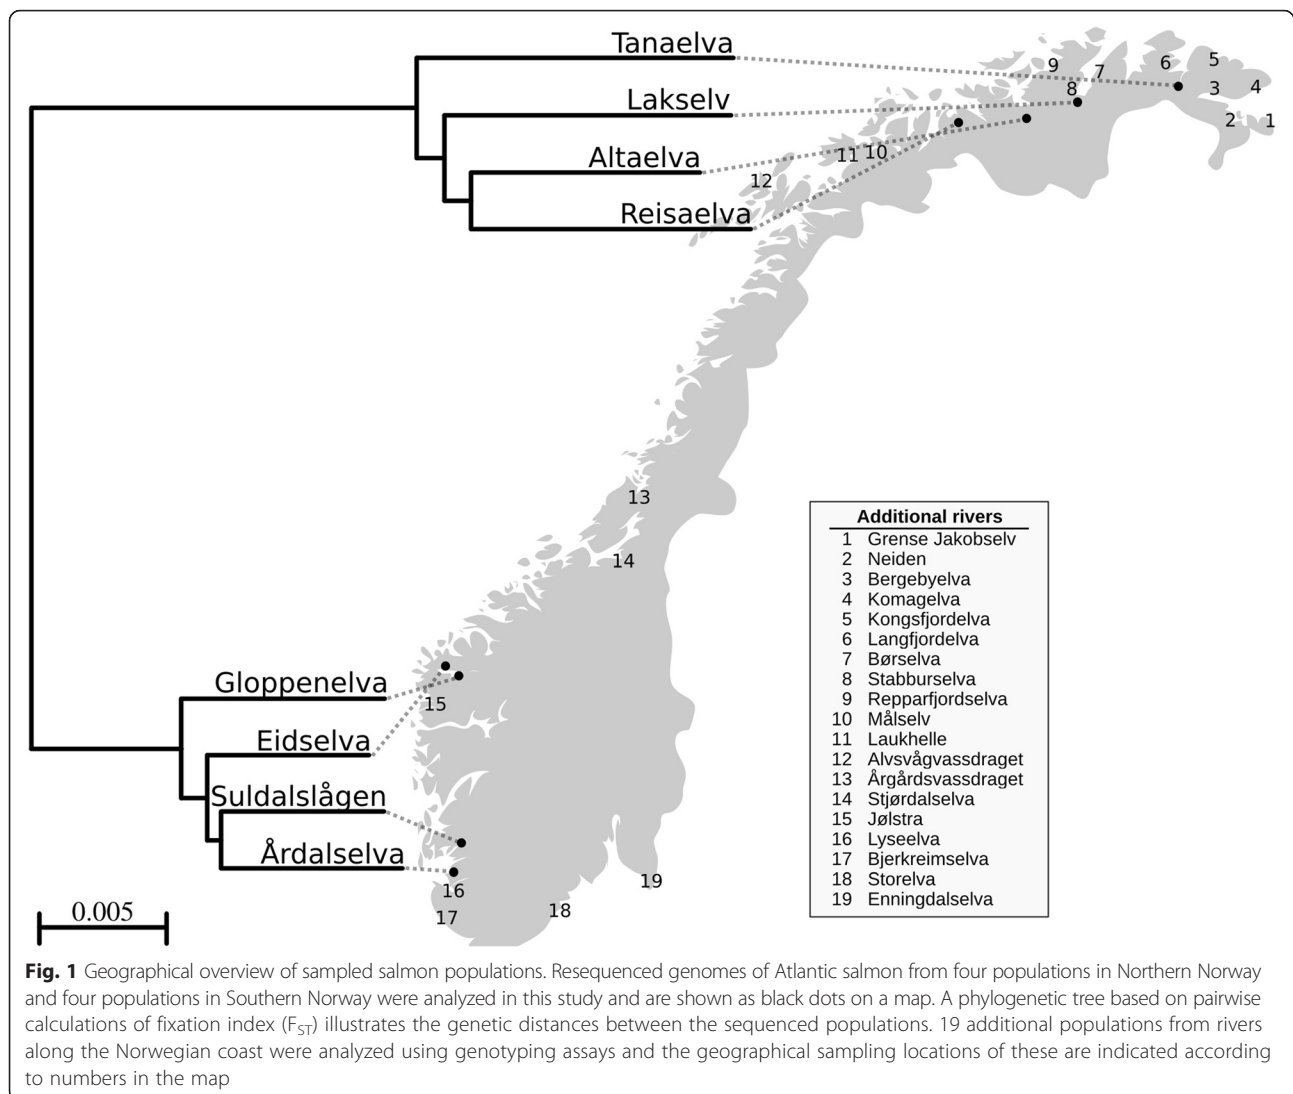 Tanaelva
Lakselv
Altaelva
Reisaelva
9
7
6
5
8
3
4
2
1
11
10
12
13
14
Gloppenelva
15
Eidselva
Suldalslågen
Årdalselva
16
17
18
19
0.005
Additional rivers
1 Grense Jakobselv
2 Neiden
3 Bergebyelva
4 Komagelva
5 Kongsfjordelva
6 Langfjordelva
7 Børselva
8 Stabburselva
9 Repparfjordselva
10 Målselv
11 Laukhelle
12 Alvsvågvassdraget
13 Årgårdsvassdraget
14 Stjørdalselva
15 Jølstra
16 Lyseelva
17 Bjerkreimselva
18 Storelva
19 Enningdalselva
Fig. 1 Geographical overview of sampled salmon populations. Resequenced genomes of Atlantic salmon from four populations in Northern Norway
and four populations in Southern Norway were analyzed in this study and are shown as black dots on a map. A phylogenetic tree based on pairwise
calculations of fixation index (FST) illustrates the genetic distances between the sequenced populations. 19 additional populations from rivers
along the Norwegian coast were analyzed using genotyping assays and the geographical sampling locations of these are indicated according
to numbers in the map